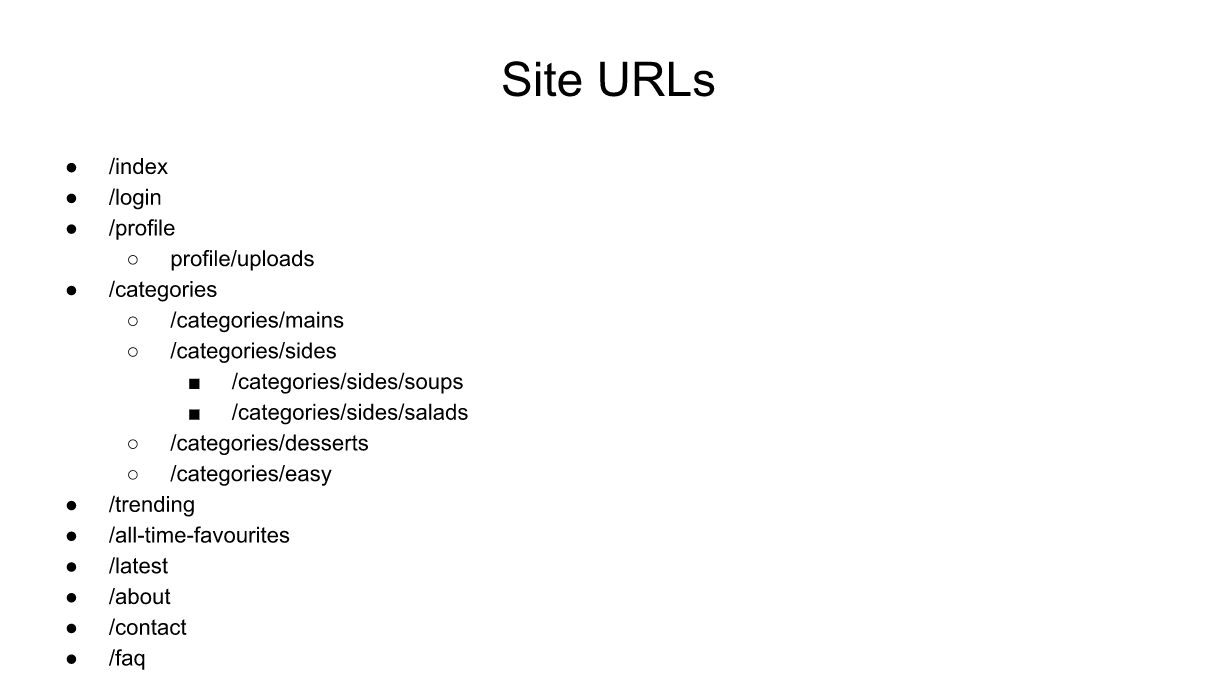 Site URLs
● /index
● /login
● /profile
○ profile/uploads
● /categories
○ /categories/mains
○ /categories/sides
■ /categories/sides/soups
■ /categories/sides/salads
○ /categories/desserts
○ /categories/easy
● /trending
● /all-time-favourites
● /latest
● /about
● /contact
● /faq